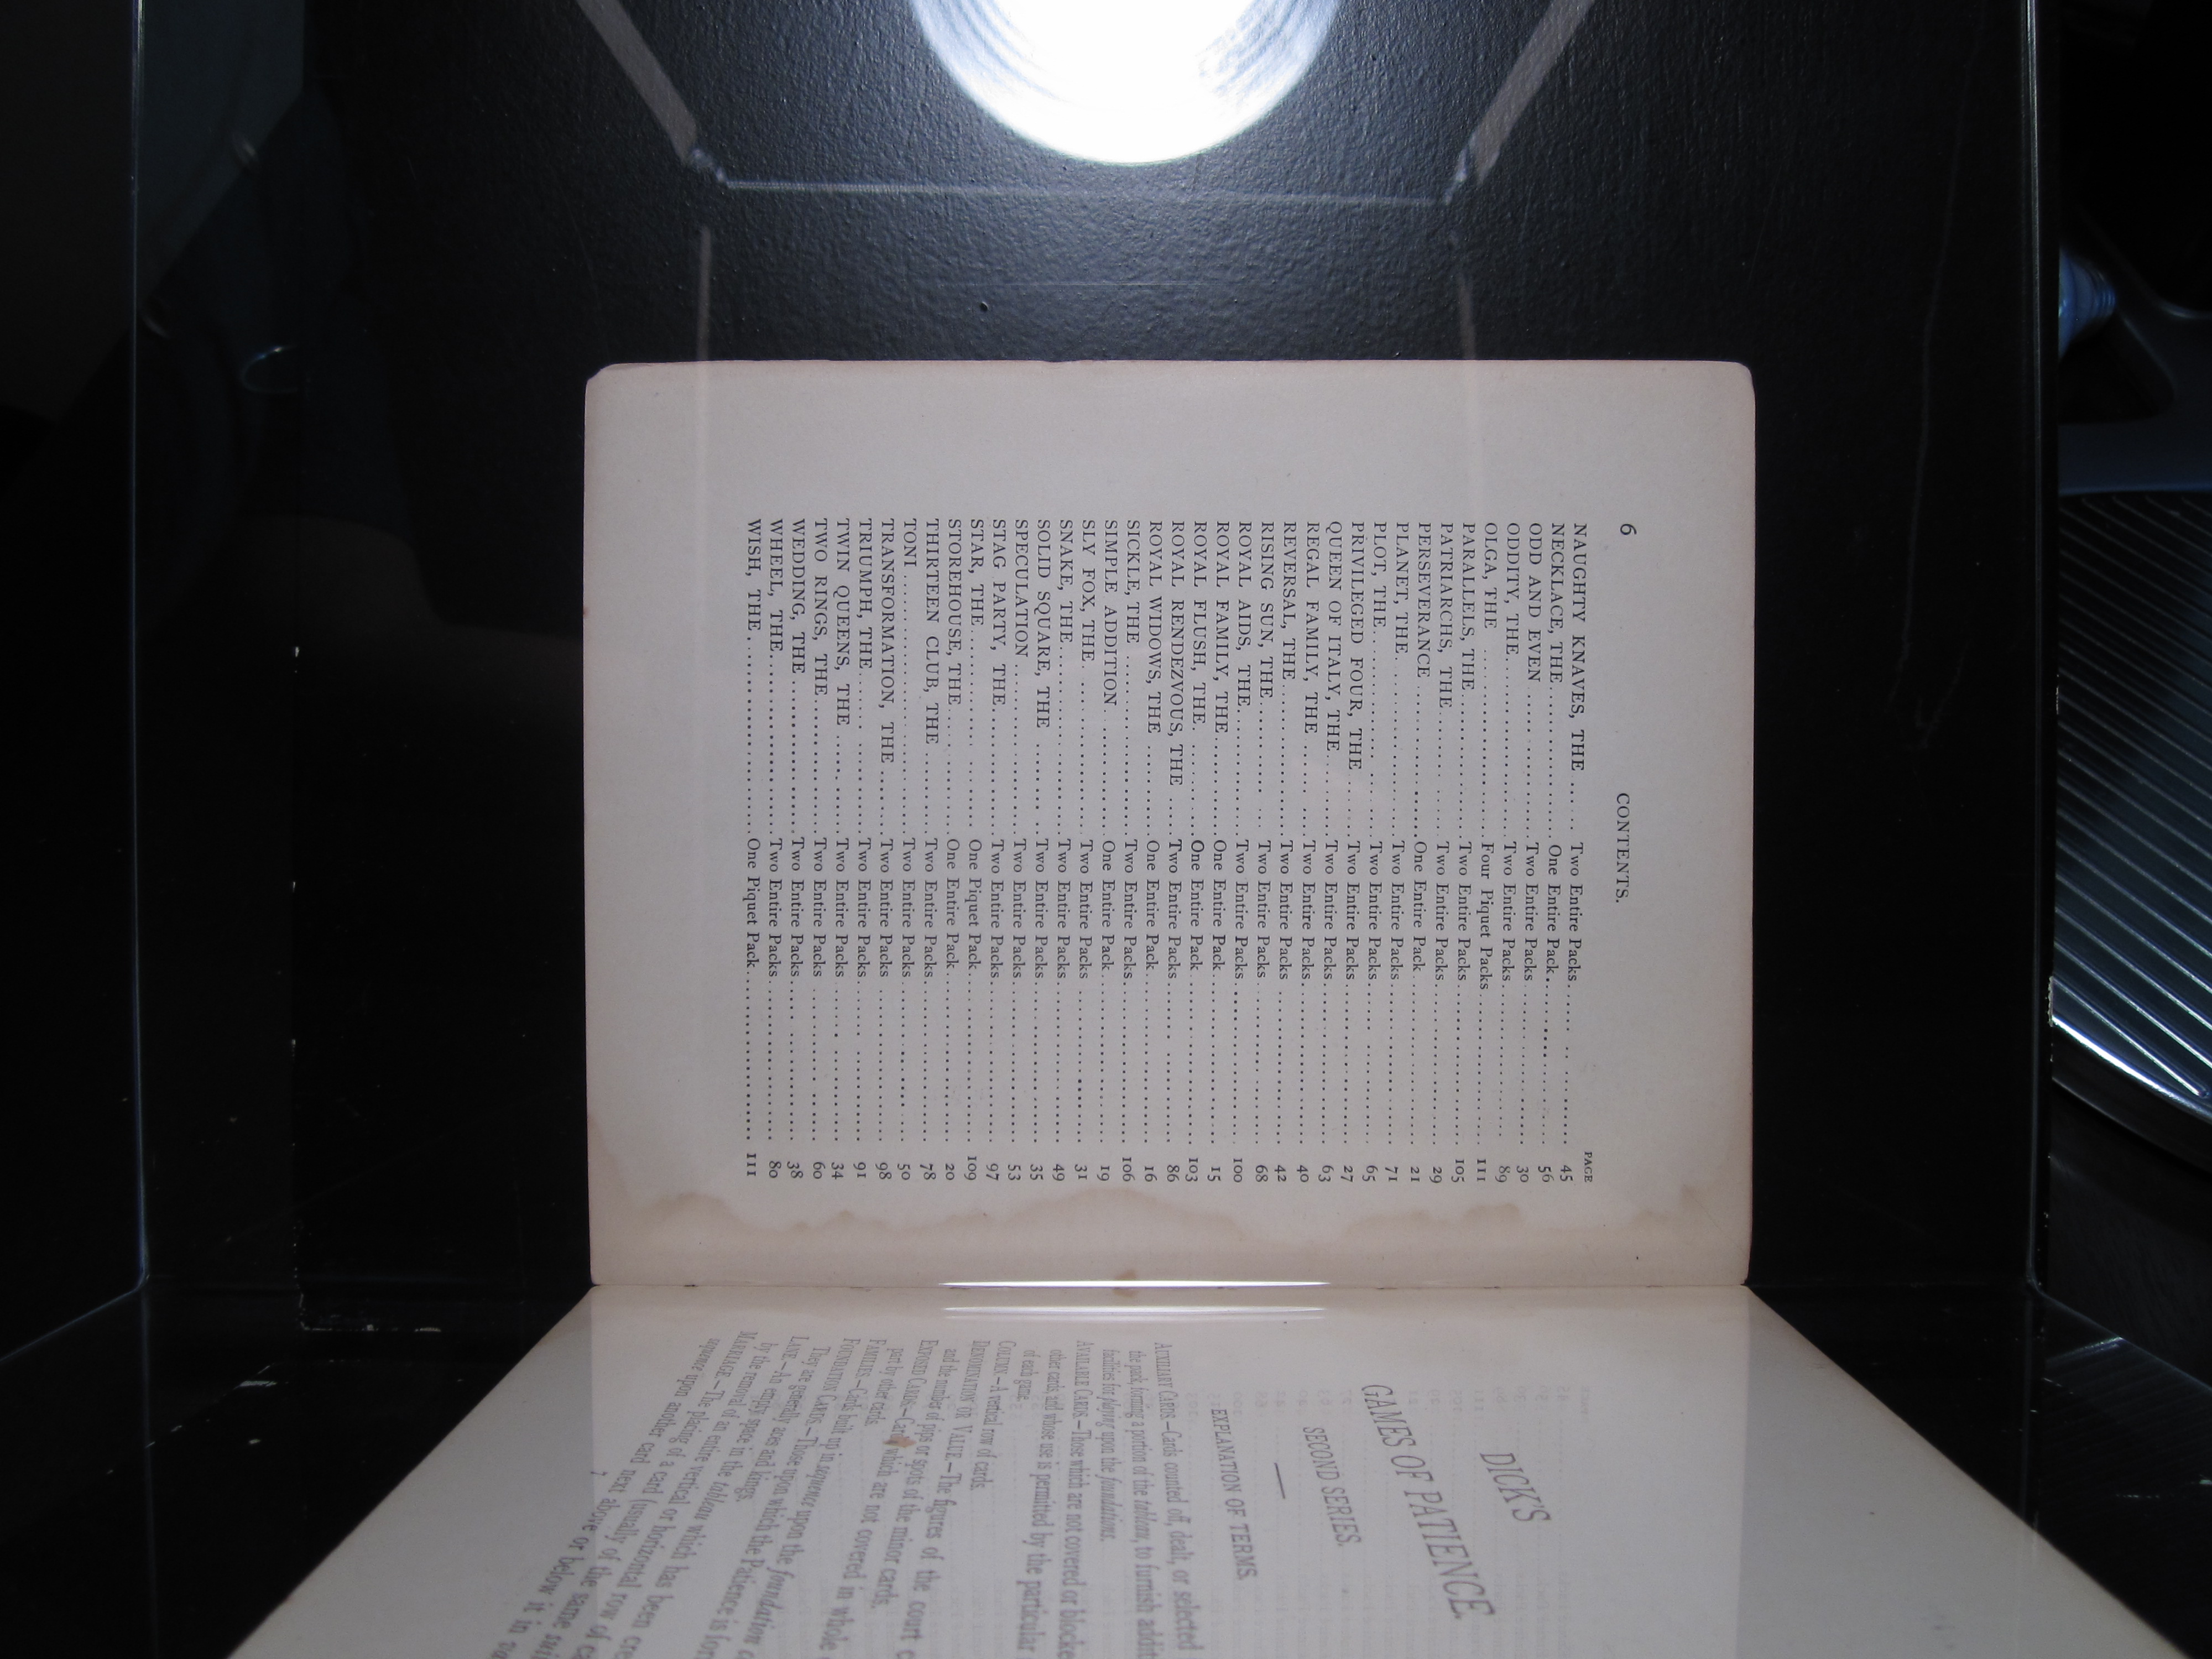 6
CONTENTS.
PAGE
NAUGHTY KNAVES, THE ..... Two Entire Packs........ 45
NECKLACE, THE ............ One Entire Pack........ 56
ODD AND EVEN ............ Two Entire Packs........ 30
ODDITY, THE ............ Two Entire Packs........ 89
OLGA, THE ............ Four Piquet Packs........ 111
PARALLELS, THE ............ Two Entire Packs........ 105
PATRIARCHS, THE ............ Two Entire Packs........ 29
PERSEVERANCE ............ One Entire Pack........ 21
PLANET, THE ............ Two Entire Packs........ 71
PLOT, THE ............ Two Entire Packs........ 65
PRIVILEGED FOUR, THE ........ Two Entire Packs........ 27
QUEEN OF ITALY, THE ........ Two Entire Packs........ 63
REGAL FAMILY, THE ........ Two Entire Packs........ 40
REVERSAL, THE ............ Two Entire Packs........ 42
RISING SUN, THE ............ Two Entire Packs........ 68
ROYAL AIDS, THE ............ Two Entire Packs........ 100
ROYAL FAMILY, THE ........ One Entire Pack........ 15
ROYAL FLUSH, THE ........ One Entire Pack........ 103
ROYAL RENDEZVOUS, THE ..... Two Entire Packs........ 86
ROYAL WIDOWS, THE ........ One Entire Pack........ 16
SICKLE, THE ............ Two Entire Packs........ 106
SIMPLE ADDITION ............ One Entire Pack........ 19
SLY FOX, THE ............ Two Entire Packs........ 31
SNAKE, THE ............ Two Entire Packs........ 49
SOLID SQUARE, THE ........ Two Entire Packs........ 35
SPECULATION ............ Two Entire Packs........ 53
STAG PARTY, THE ............ Two Entire Packs........ 97
STAR, THE ............ One Piquet Pack........ 109
STOREHOUSE, THE ............ One Entire Pack........ 20
THIRTEEN CLUB, THE ........ Two Entire Packs........ 78
TONI ............ Two Entire Packs........ 50
TRANSFORMATION, THE ........ Two Entire Packs........ 98
TRIUMPH, THE ............ Two Entire Packs........ 91
TWIN QUEENS, THE ........ Two Entire Packs........ 34
TWO RINGS, THE ............ Two Entire Packs........ 60
WEDDING, THE ............ Two Entire Packs........ 38
WHEEL, THE ............ Two Entire Packs........ 80
WISH, THE ............ One Piquet Pack........ 111
DICK'S
GAMES OF PATIENCE.
SECOND SERIES.
EXPLANATION OF TERMS.
AUXILIARY CARDS.—Cards counted off, dealt, or selected
the pack, forming a portion of the tableau, to furnish
facilities for playing upon the foundations.
AVAILABLE CARDS.—Those which are not covered or
other cards, and whose use is permitted by the particular
of each game.
COLUMN.—A vertical row of cards.
DENOMINATION OR VALUE.—The figures of the court
and the number of pips or spots of the minor cards.
EXPOSED CARDS.—Cards which are not covered in whole
part by other cards.
FAMILIES.—Cards built up in sequence upon the foundation
FOUNDATION CARDS.—Those upon which the Patience is
They are generally aces and kings.
LANE.—An empty space in the tableau which has been
by the removal of an entire vertical or horizontal row of
MARRIAGE.—The placing of a card (usually of the same
sequence upon another card next above or below it in
7